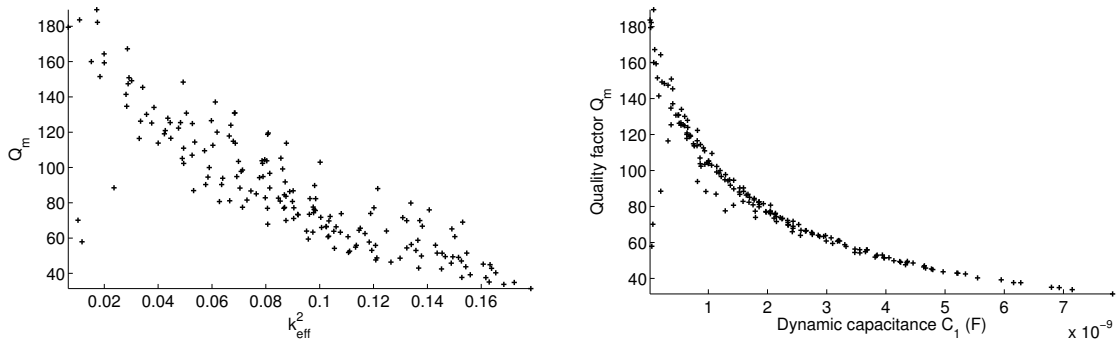 180
160
140
120
100
80
60
40
Q_m
0.02 0.04 0.06 0.08 0.1 0.12 0.14 0.16
k²_eff
180
160
140
120
100
80
60
40
Quality factor Q_m
1 2 3 4 5 6 7
Dynamic capacitance C_1 (F)
x 10⁻⁹